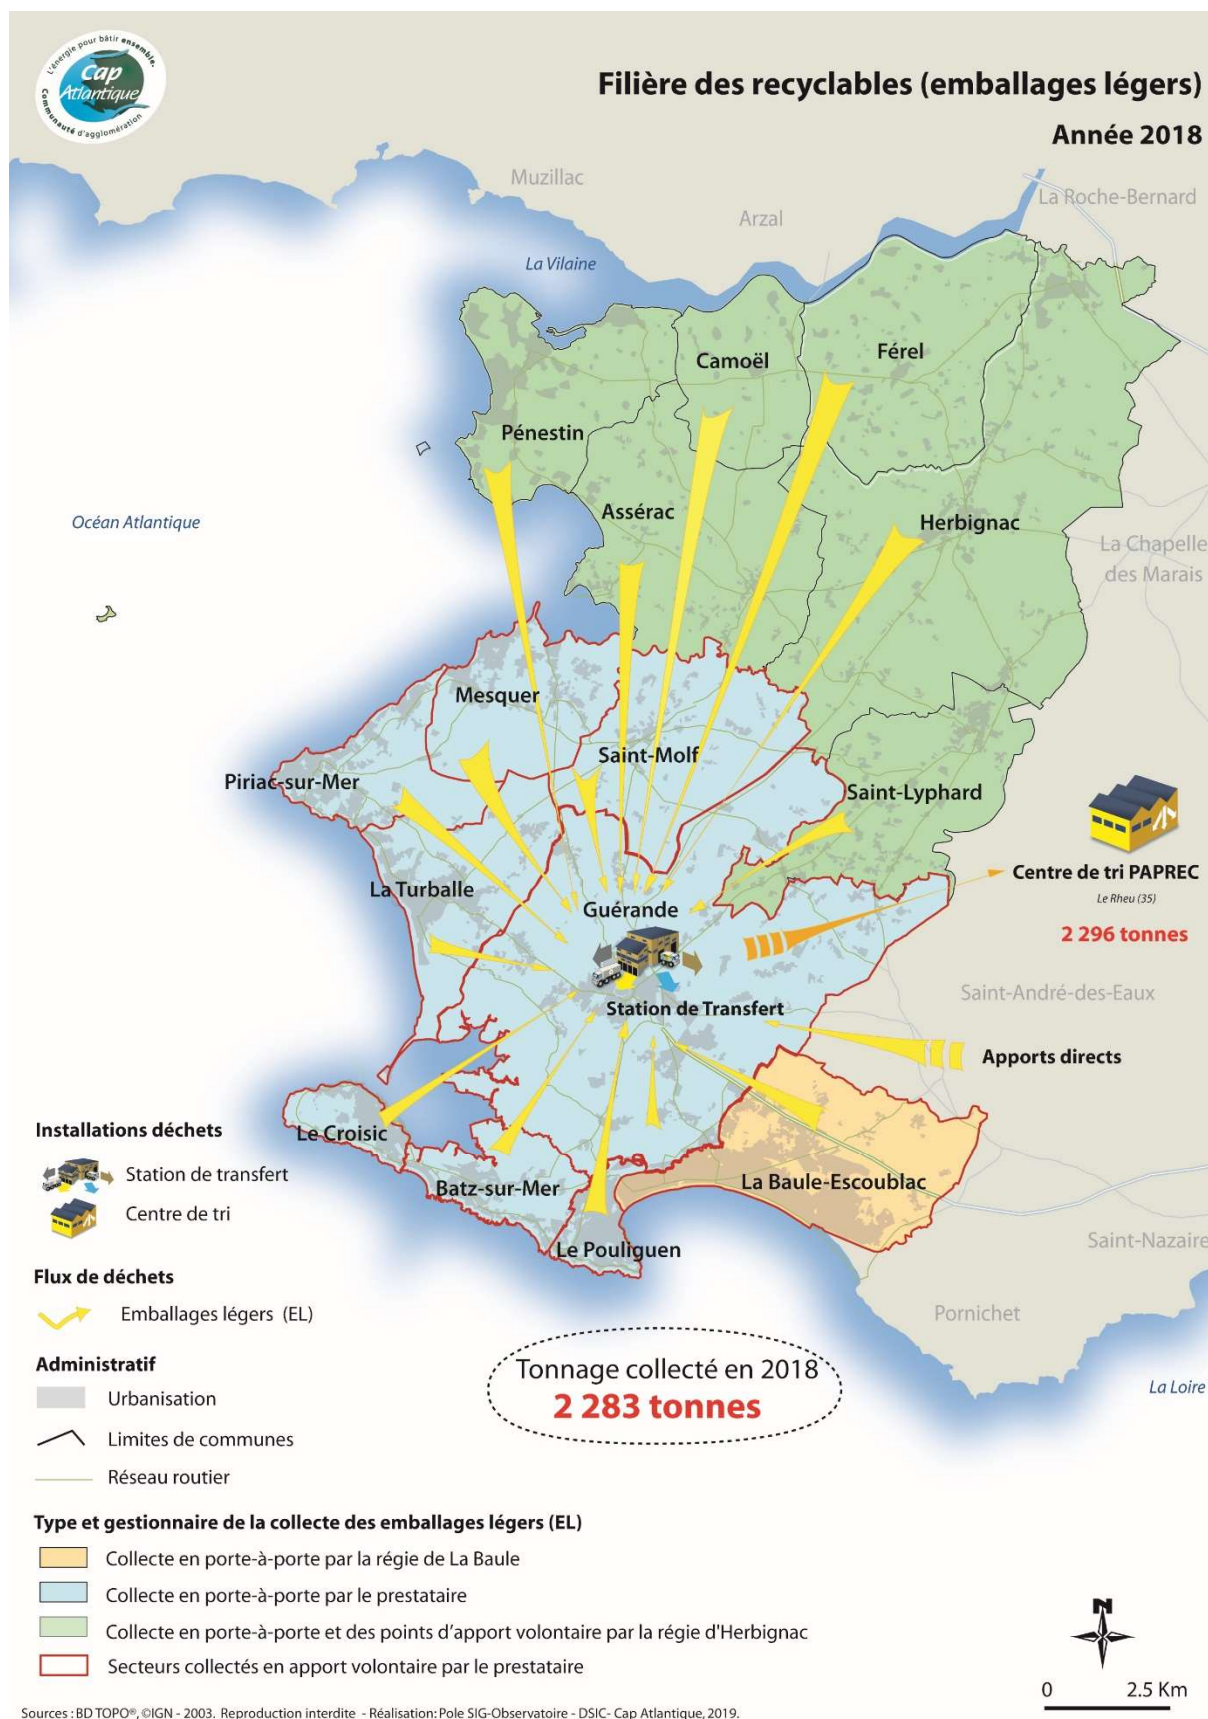 L'énergie pour bâtir ensemble.
Cap
Atlantique
Communauté d'agglomération
Filière des recyclables (emballages légers)
Année 2018
Muzillac
La Roche-Bernard
Arzal
La Vilaine
Férel
Camoël
Pénestin
Assérac
Herbignac
Océan Atlantique
La Chapelle
des Marais
Mesquer
Saint-Molf
Piriac-sur-Mer
Saint-Lyphard
La Turballe
Centre de tri PAPREC
Le Rheu (35)
Guérande
2 296 tonnes
Saint-André-des-Eaux
Station de Transfert
Apports directs
Le Croisic
Batz-sur-Mer
La Baule-Escoublac
Le Pouliguen
Saint-Nazaire
Pornichet
La Loire
Installations déchets
Station de transfert
Centre de tri
Flux de déchets
Emballages légers (EL)
Administratif
Urbanisation
Limites de communes
Réseau routier
Tonnage collecté en 2018
2 283 tonnes
Type et gestionnaire de la collecte des emballages légers (EL)
Collecte en porte-à-porte par la régie de La Baule
Collecte en porte-à-porte par le prestataire
Collecte en porte-à-porte et des points d'apport volontaire par la régie d'Herbignac
Secteurs collectés en apport volontaire par le prestataire
N
0 2.5 Km
Sources : BD TOPO®, ©IGN - 2003. Reproduction interdite - Réalisation: Pole SIG-Observatoire - DSIC- Cap Atlantique, 2019.